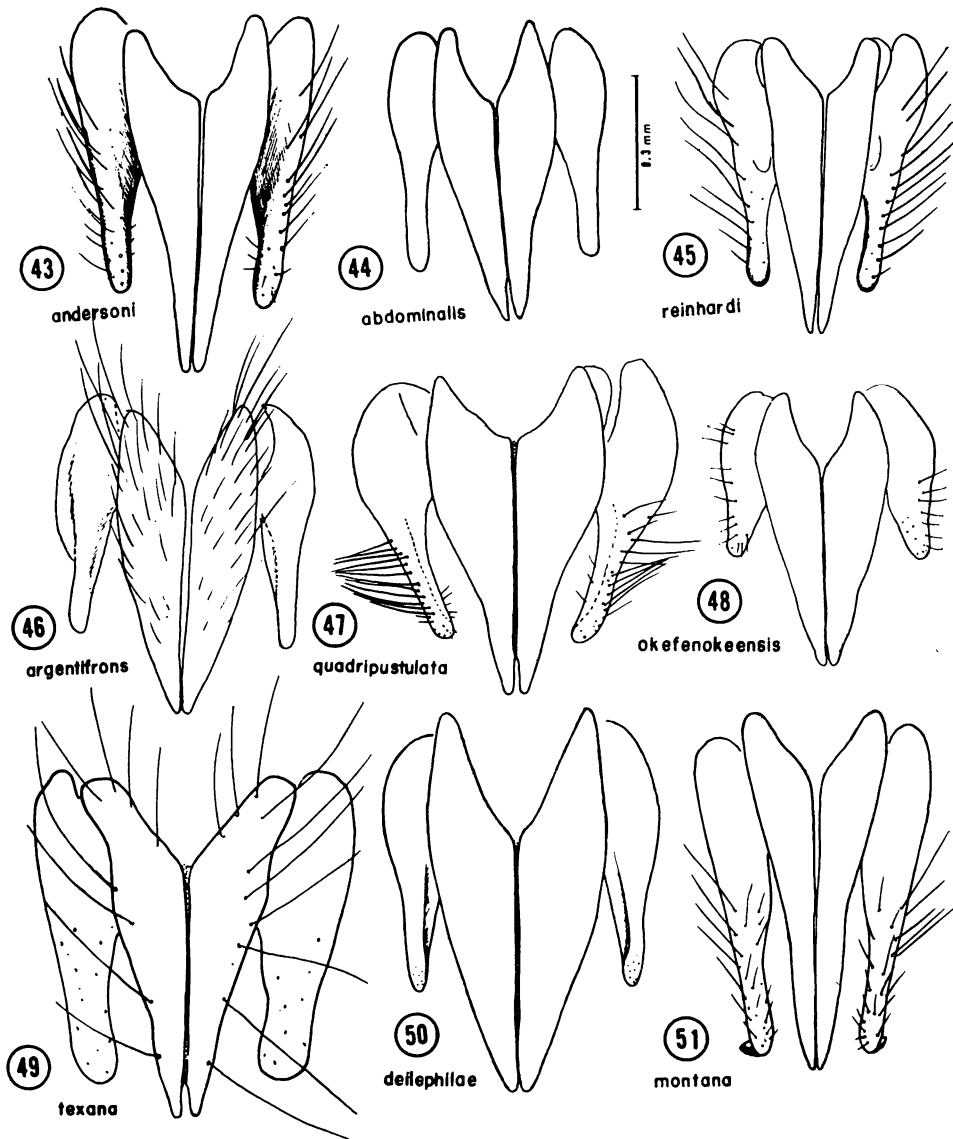 43
andersoni
44
abdominalis
0.3 mm
45
reinhardi
46
argentifrons
47
quadripustulata
48
okefenokeensis
49
texana
50
deilephilae
51
montana